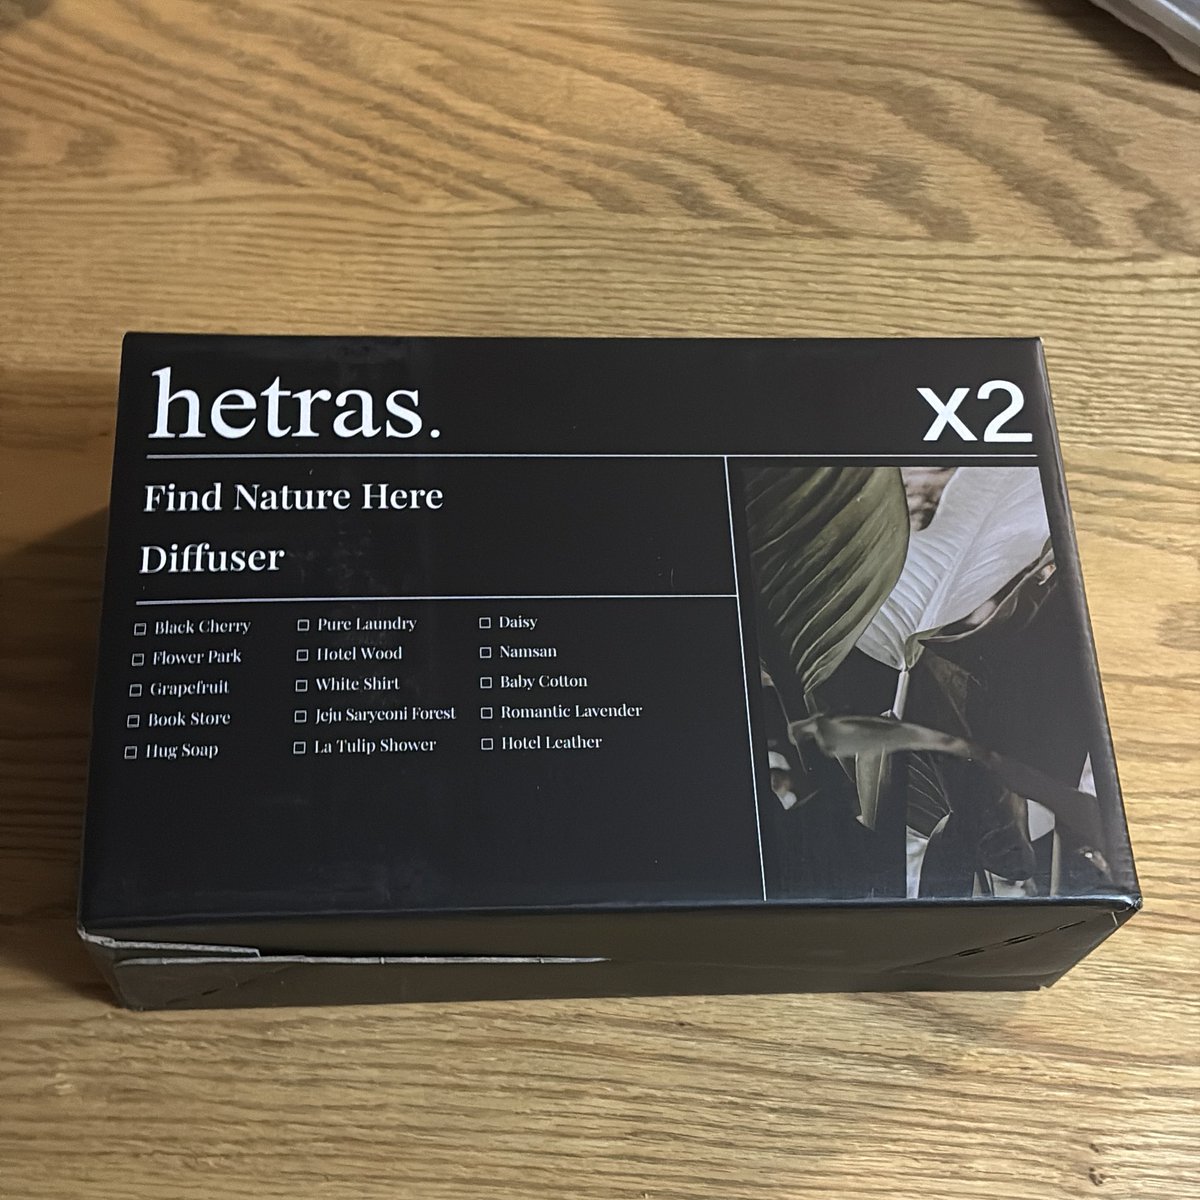 hetras.
x2
Find Nature Here
Diffuser
☐ Black Cherry
☐ Flower Park
☐ Grapefruit
☐ Book Store
☐ Hug Soap
☐ Pure Laundry
☐ Hotel Wood
☐ White Shirt
☐ Jeju Saryeoni Forest
☐ La Tulip Shower
☐ Daisy
☐ Namsan
☐ Baby Cotton
☐ Romantic Lavender
☐ Hotel Leather